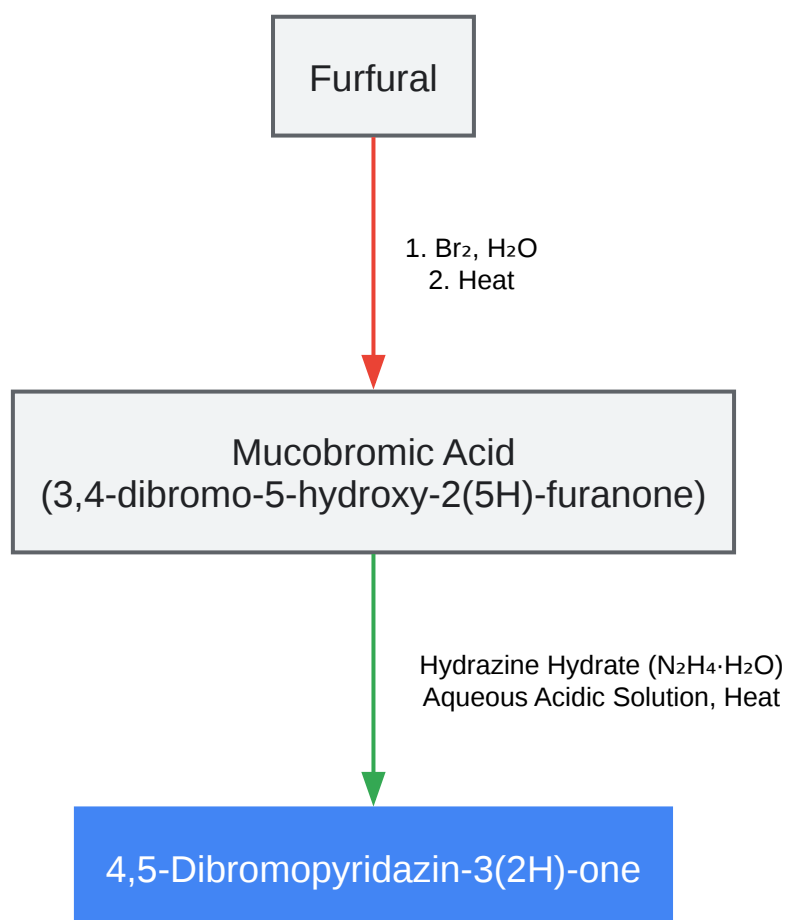 Furfural
1. Br₂, H₂O
2. Heat
Mucobromic Acid
(3,4-dibromo-5-hydroxy-2(5H)-furanone)
Hydrazine Hydrate (N₂H₄·H₂O)
Aqueous Acidic Solution, Heat
4,5-Dibromopyridazin-3(2H)-one